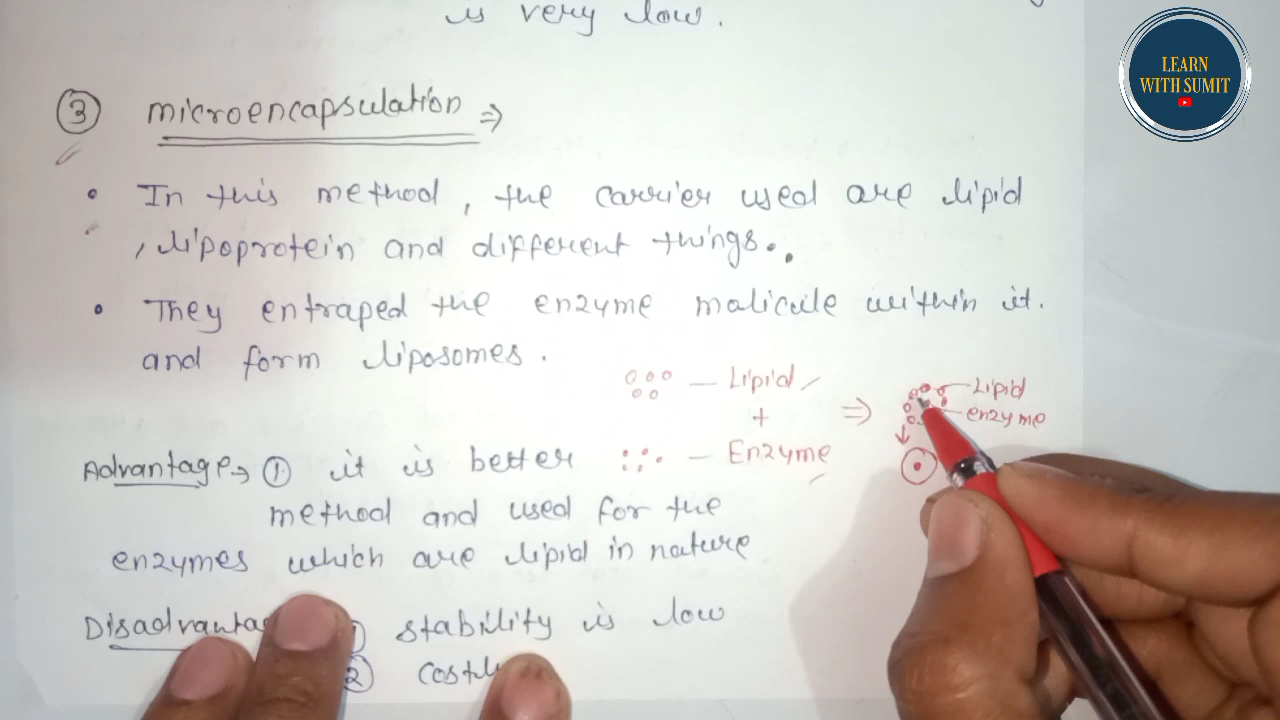 is very low.
③ microencapsulation ⇒
• In this method, the carrier used are lipid
, lipoprotein and different things..
• They entraped the enzyme malicule within it.
and form liposomes.
— Lipid
+
— Enzyme
⇒
Lipid
enzyme
Advantage → ① it is better
method and used for the
enzymes which are lipid in nature
stability is low
②
LEARN
WITH SUMIT